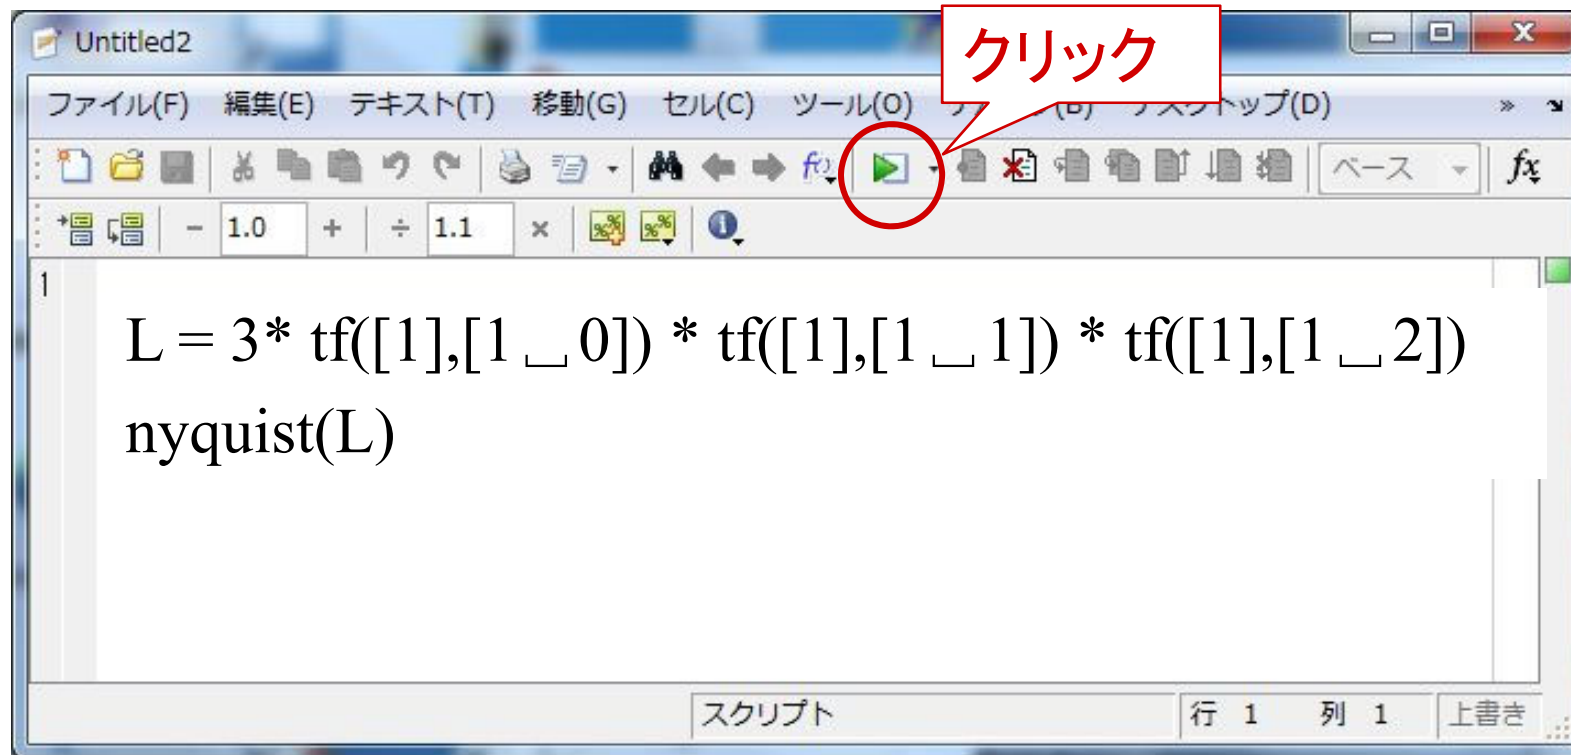 Untitled2
クリック
ファイル(F) 編集(E) テキスト(T) 移動(G) セル(C) ツール(O) (B) デスクトップ(D) »
ベース fx
− 1.0 + ÷ 1.1 ×
1
L = 3* tf([1],[1 ⎵ 0]) * tf([1],[1 ⎵ 1]) * tf([1],[1 ⎵ 2])
nyquist(L)
スクリプト 行 1 列 1 上書き